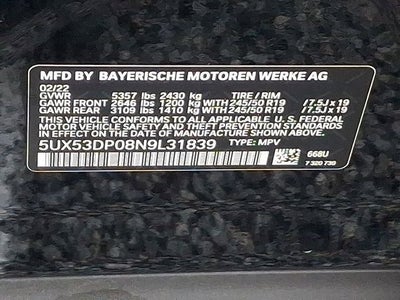 MFD BY BAYERISCHE MOTOREN WERKE AG
02/22
GVWR 5357 lbs 2430 kg TIRE / RIM
GAWR FRONT 2646 lbs 1200 kg WITH 245/50 R19 /7.5J x 19
GAWR REAR 3109 lbs 1410 kg WITH 245/50 R19 /7.5J x 19
THIS VEHICLE CONFORMS TO ALL APPLICABLE U. S. FEDERAL
MOTOR VEHICLE SAFETY AND THEFT PREVENTION STANDARDS
IN EFFECT ON THE DATE OF MANUFACTURE SHOWN ABOVE.
5UX53DP08N9L31839 TYPE: MPV
668U
7 320 730